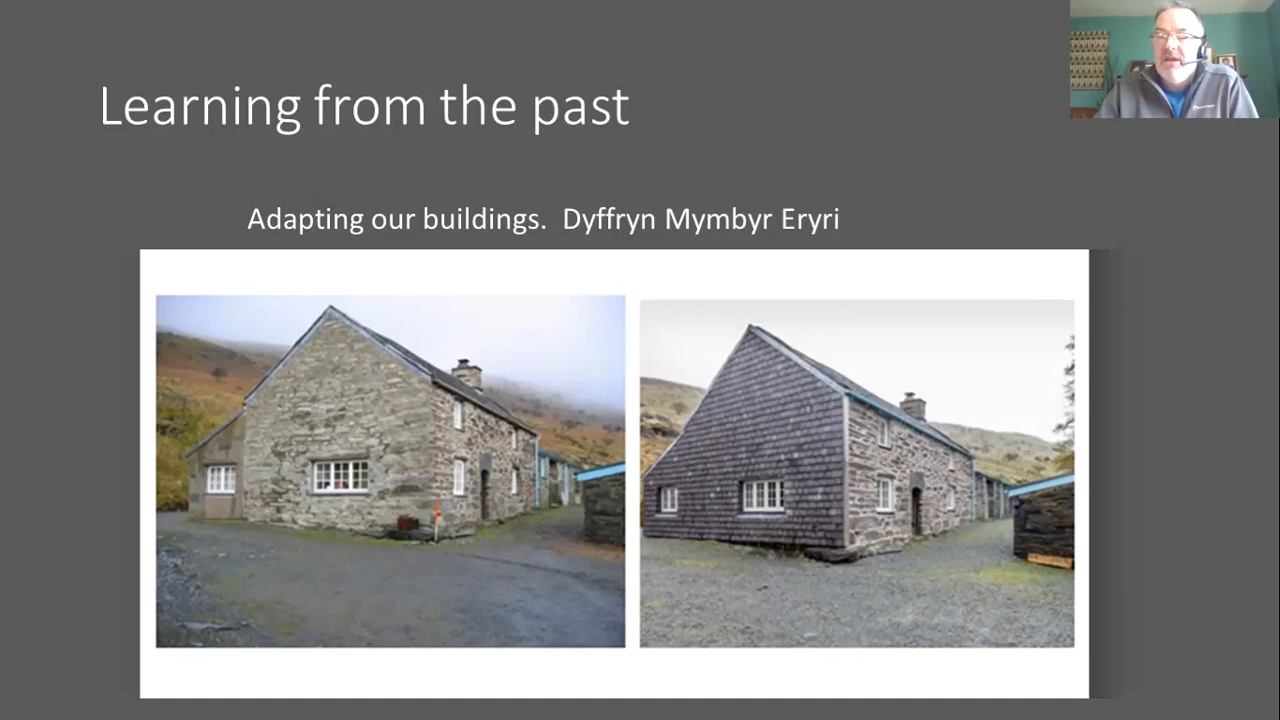 Learning from the past
Adapting our buildings.  Dyffryn Mymbyr Eryri